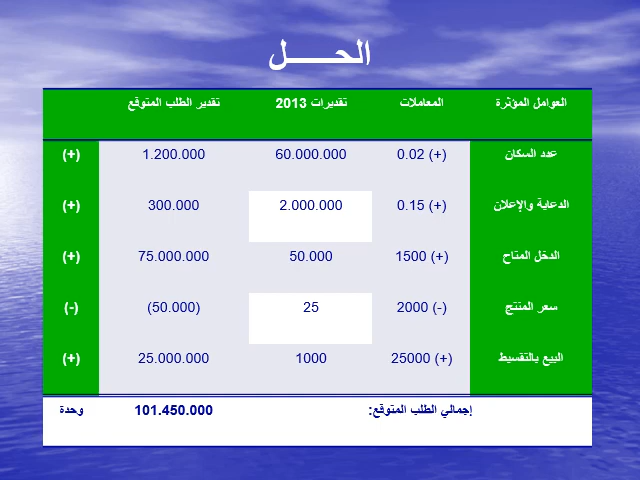 الحـــــــل
العوامل المؤثرة المعاملات تقديرات 2013 تقدير الطلب المتوقع
عدد السكان (+) 0.02 60.000.000 1.200.000 (+)
الدعاية والإعلان (+) 0.15 2.000.000 300.000 (+)
الدخل المتاح (+) 1500 50.000 75.000.000 (+)
سعر المنتج (-) 2000 25 (50.000) (-)
البيع بالتقسيط (+) 25000 1000 25.000.000 (+)
إجمالي الطلب المتوقع: 101.450.000 وحدة